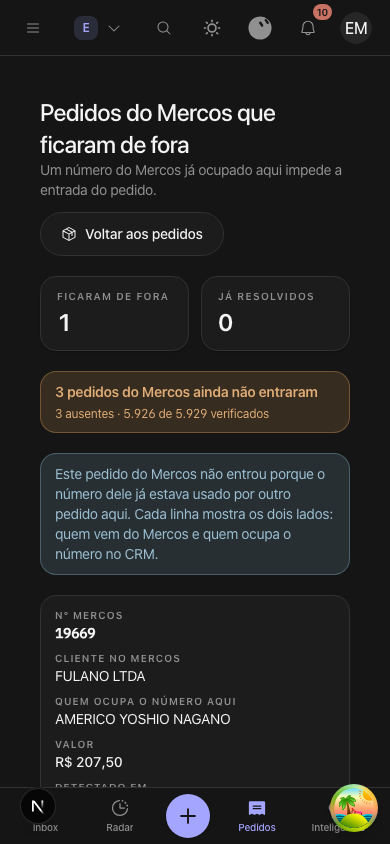 E
10
EM
Pedidos do Mercos que
ficaram de fora
Um número do Mercos já ocupado aqui impede a
entrada do pedido.
Voltar aos pedidos
FICARAM DE FORA
1
JÁ RESOLVIDOS
0
3 pedidos do Mercos ainda não entraram
3 ausentes · 5.926 de 5.929 verificados
Este pedido do Mercos não entrou porque o
número dele já estava usado por outro
pedido aqui. Cada linha mostra os dois lados:
quem vem do Mercos e quem ocupa o
número no CRM.
Nº MERCOS
19669
CLIENTE NO MERCOS
FULANO LTDA
QUEM OCUPA O NÚMERO AQUI
AMERICO YOSHIO NAGANO
VALOR
R$ 207,50
DETECTADO EM
N
Inbox
Radar
Pedidos